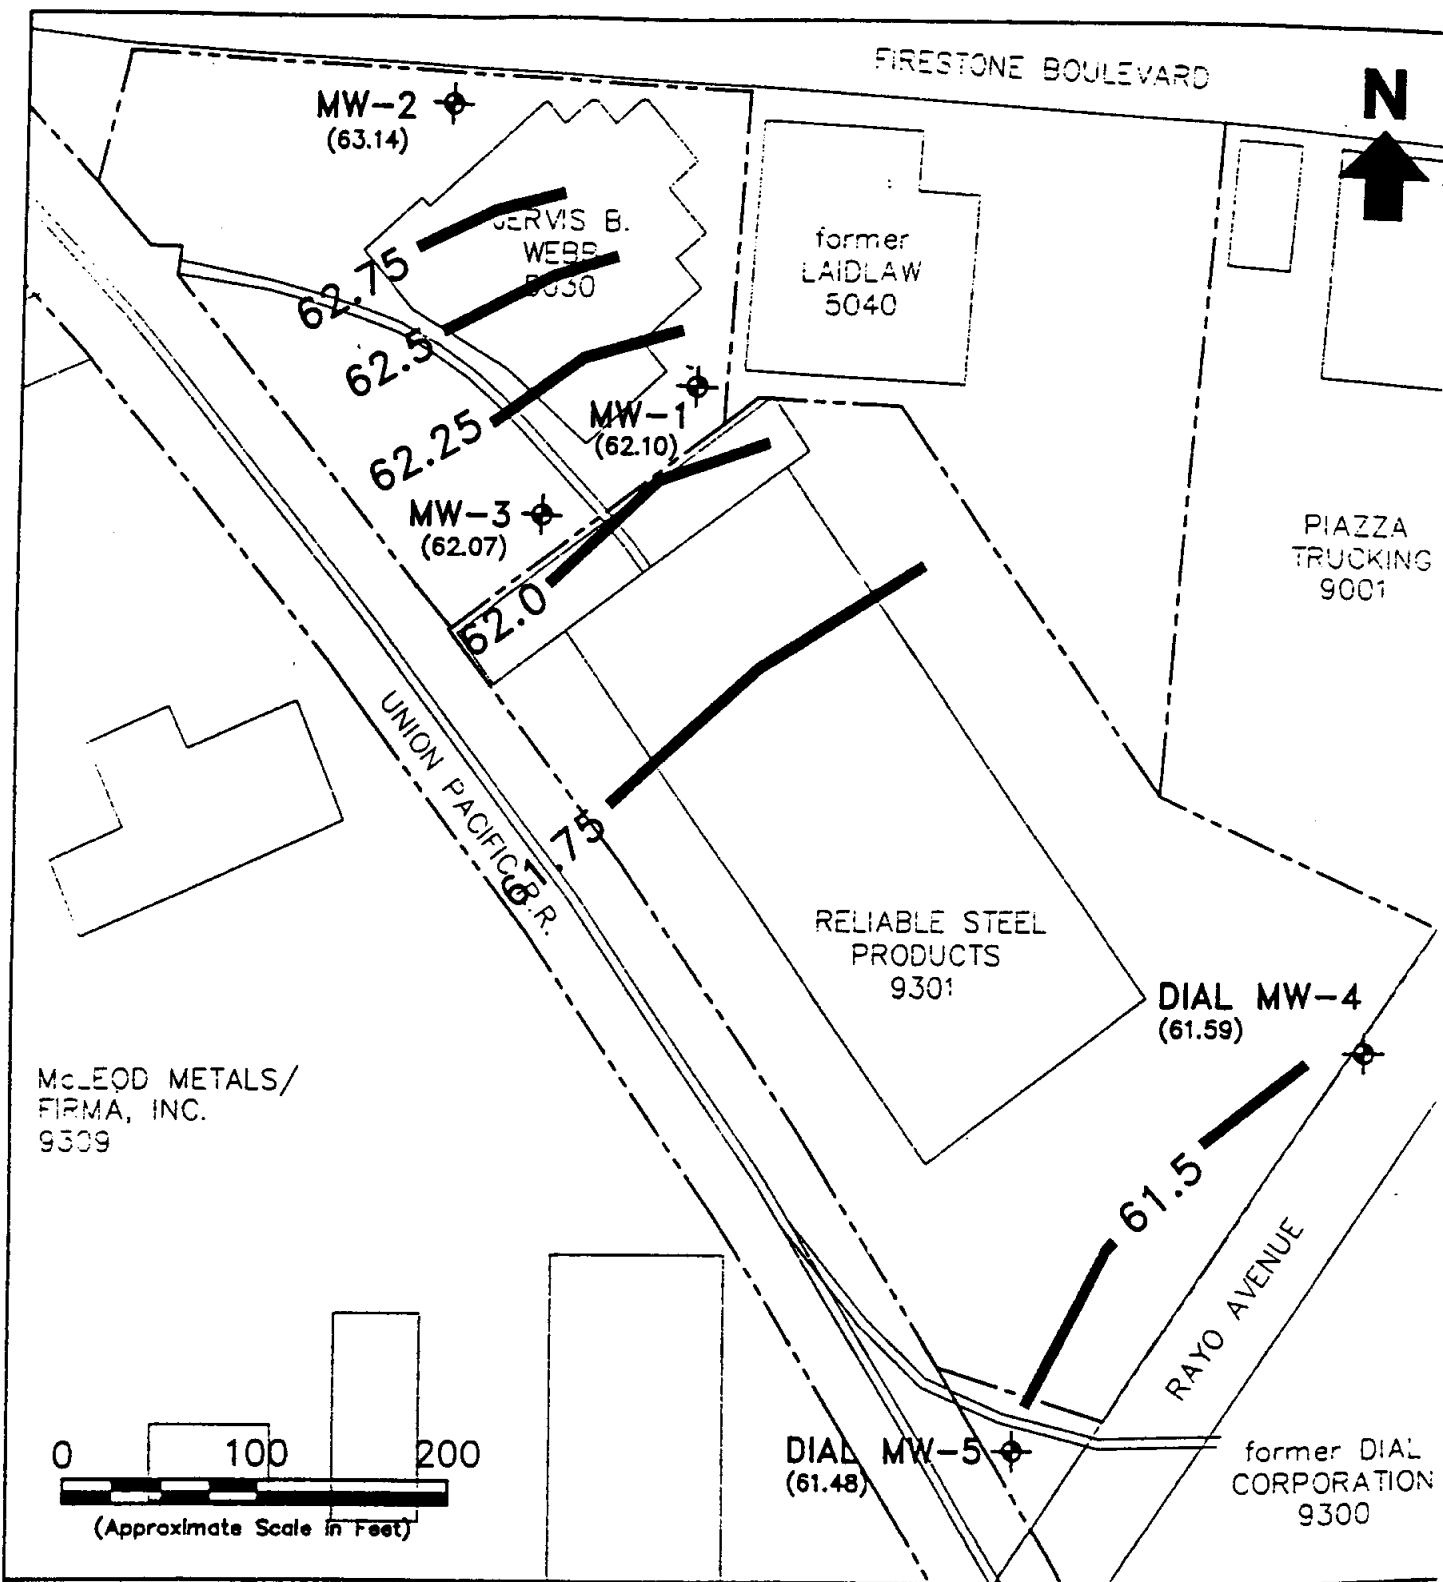 FIRESTONE BOULEVARD
N
MW-2
(63.14)
JERVIS B.
WEBB
5030
former
LAIDLAW
5040
62.75
62.5
62.25
MW-1
(62.10)
MW-3
(62.07)
62.0
PIAZZA
TRUCKING
9001
UNION PACIFIC R.R.
61.75
RELIABLE STEEL
PRODUCTS
9301
DIAL MW-4
(61.59)
McLEOD METALS/
FIRMA, INC.
9309
61.5
RAYO AVENUE
DIAL MW-5
(61.48)
former DIAL
CORPORATION
9300
0 100 200
(Approximate Scale in Feet)